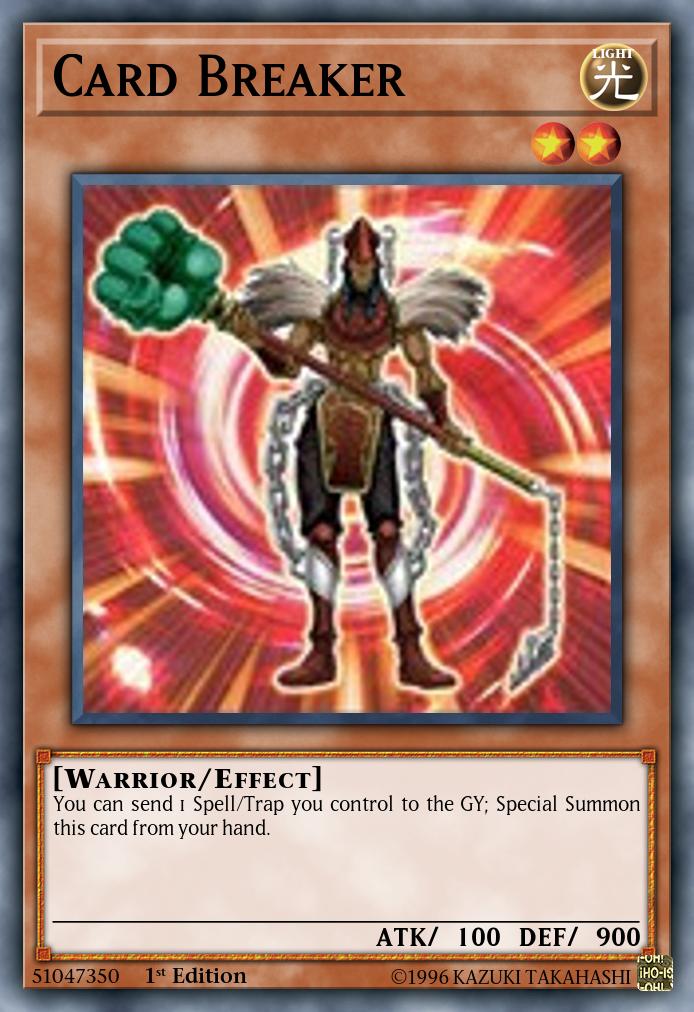 CARD BREAKER
LIGHT
光
[WARRIOR/EFFECT]
You can send 1 Spell/Trap you control to the GY; Special Summon
this card from your hand.
ATK/ 100 DEF/ 900
51047350 1st Edition ©1996 KAZUKI TAKAHASHI